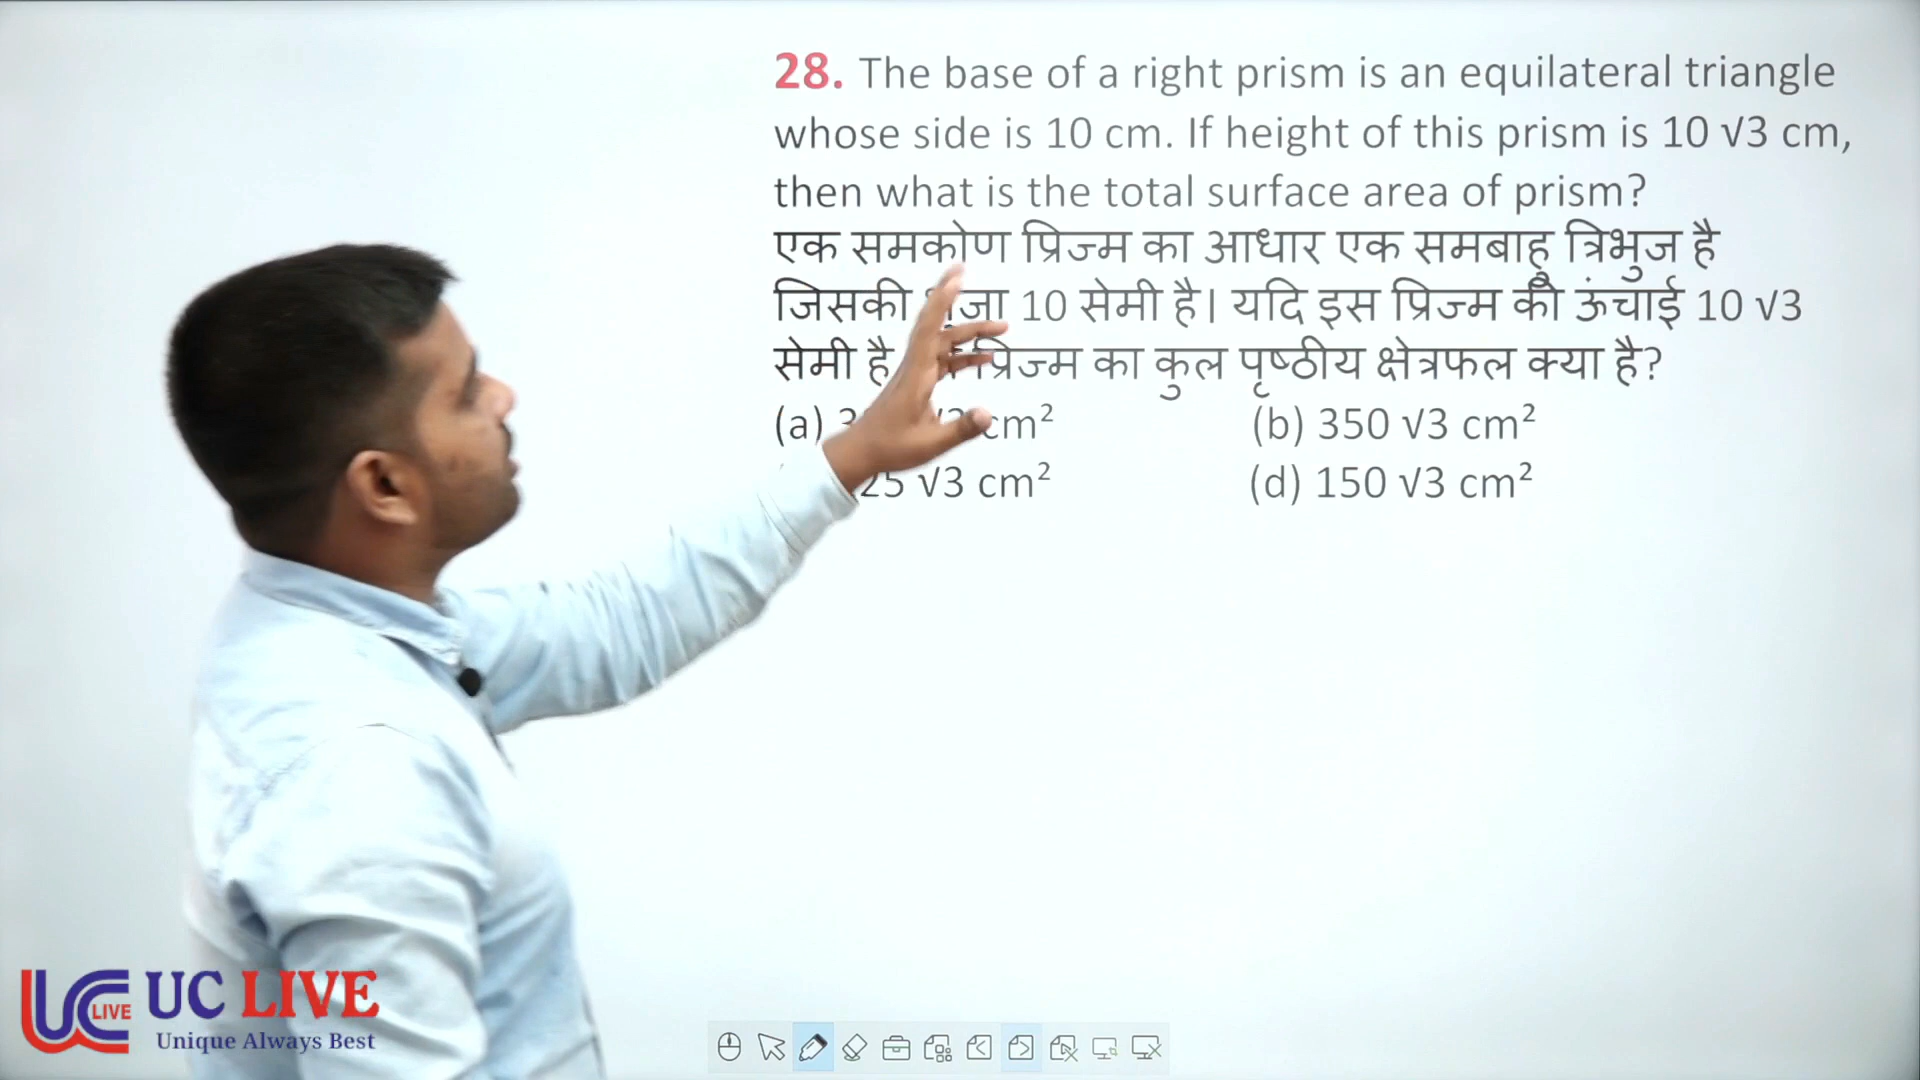 28. The base of a right prism is an equilateral triangle
whose side is 10 cm. If height of this prism is 10 √3 cm,
then what is the total surface area of prism?
एक समकोण प्रिज्म का आधार एक समबाहु त्रिभुज है
जिसकी 10 सेमी है। यदि इस प्रिज्म की ऊंचाई 10 √3
सेमी है प्रिज्म का कुल पृष्ठीय क्षेत्रफल क्या है?
(a) cm² (b) 350 √3 cm²
√3 cm² (d) 150 √3 cm²
UC LIVE
LIVE
Unique Always Best